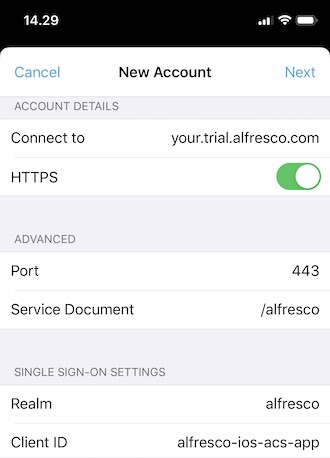 14.29
Cancel New Account Next
ACCOUNT DETAILS
Connect to your.trial.alfresco.com
HTTPS
ADVANCED
Port 443
Service Document /alfresco
SINGLE SIGN-ON SETTINGS
Realm alfresco
Client ID alfresco-ios-acs-app